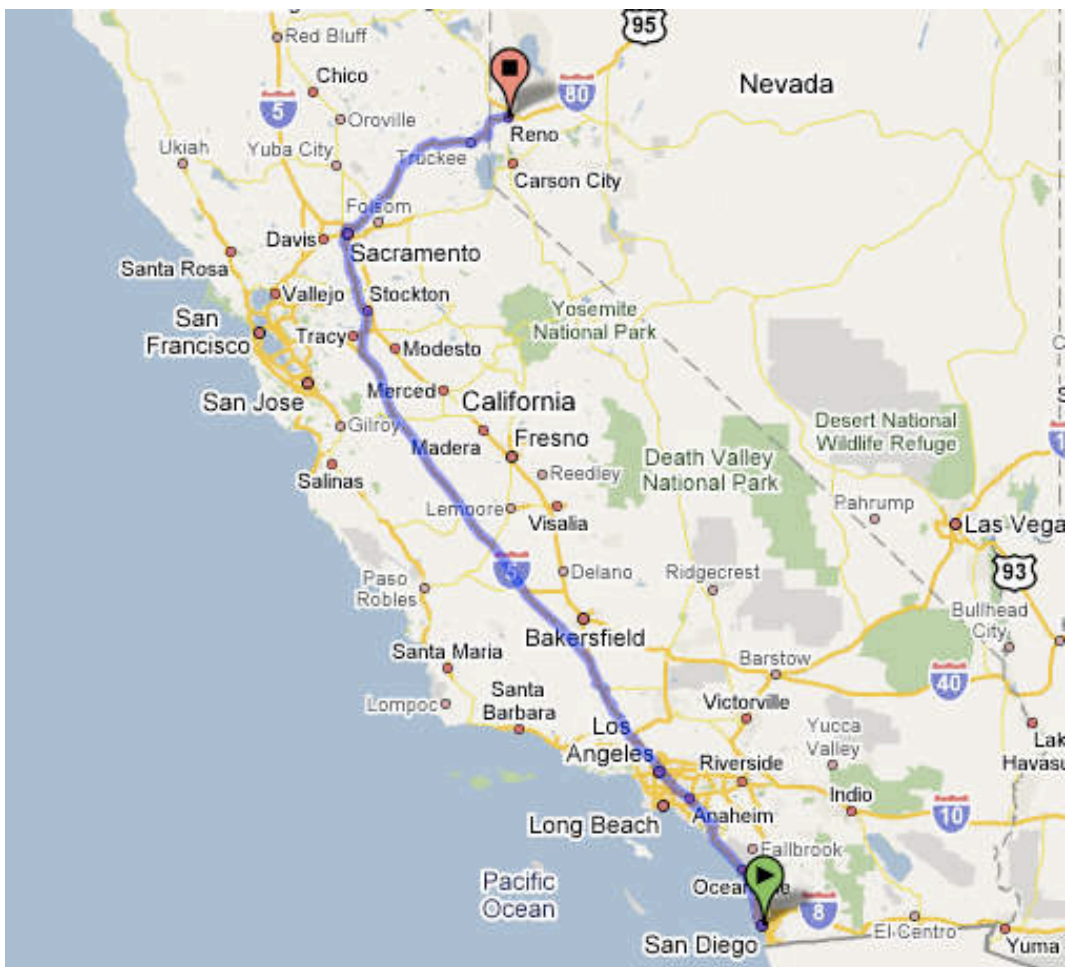 Red Bluff
95
Chico
Nevada
80
5
Oroville
Reno
Ukiah
Yuba City
Truckee
Carson City
Folsom
Davis
Sacramento
Santa Rosa
Vallejo
Stockton
Yosemite
National Park
San
Francisco
Tracy
Modesto
Merced
California
San Jose
Gilroy
Madera
Fresno
Desert National
Wildlife Refuge
Death Valley
National Park
Salinas
Reedley
Lemoore
Visalia
Pahrump
Las Vega
5
Delano
Ridgecrest
93
Paso
Robles
Bullhead
City
Bakersfield
Santa Maria
Barstow
40
Lompoc
Santa
Barbara
Victorville
Los
Angeles
Yucca
Valley
Lak
Havasu
Riverside
Indio
Long Beach
Anaheim
10
Fallbrook
Pacific
Ocean
8
San Diego
El Centro
Yuma